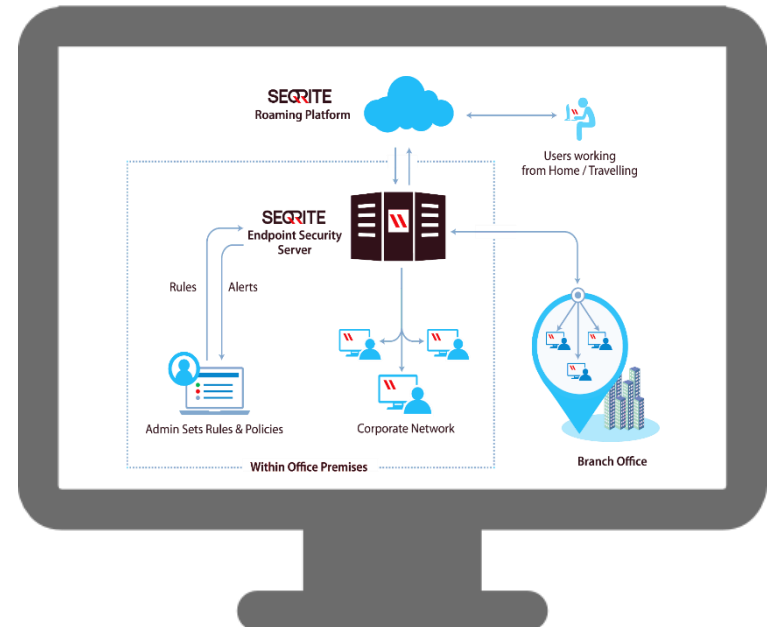 SEQRITE
Roaming Platform
Users working
from Home / Travelling
SEQRITE
Endpoint Security
Server
Rules
Alerts
Admin Sets Rules & Policies
Corporate Network
Branch Office
Within Office Premises